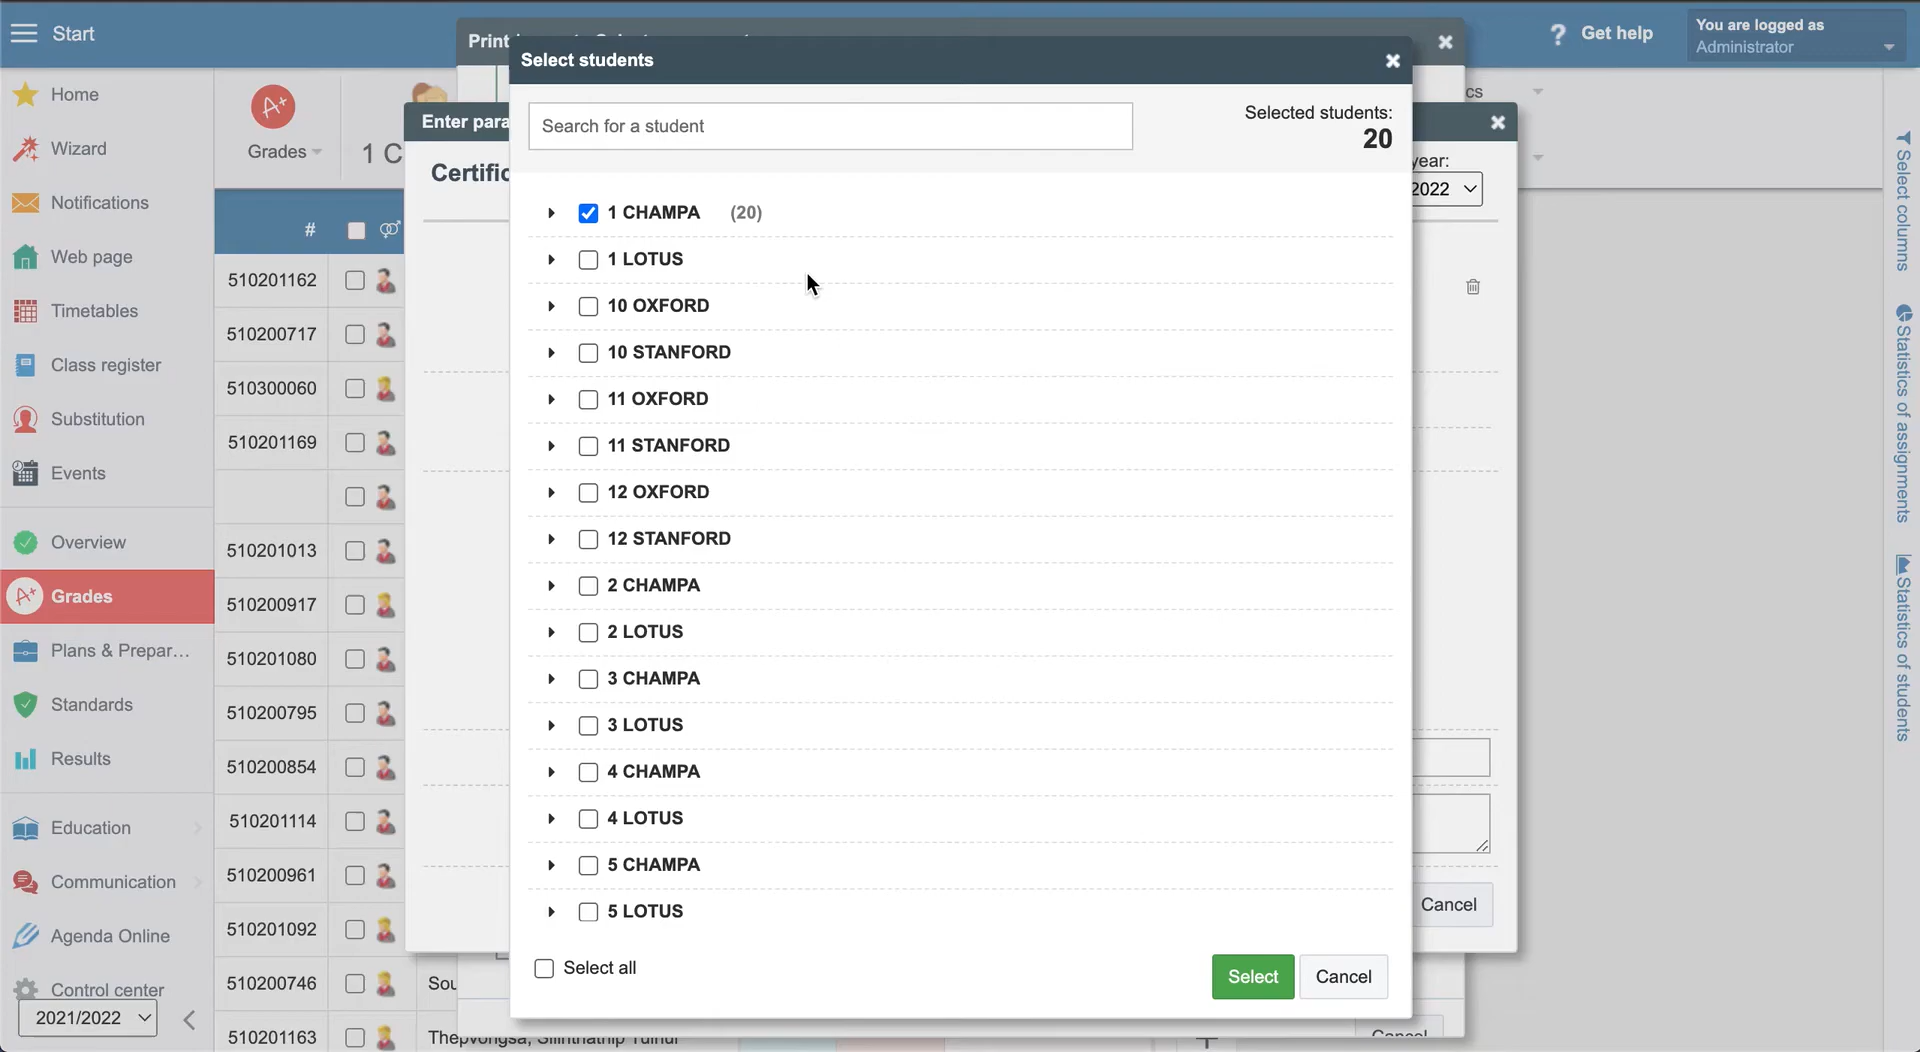 Start
Get help
You are logged as
Administrator
Home
Wizard
Notifications
Web page
Timetables
Class register
Substitution
Events
Overview
Grades
Plans & Prepar...
Standards
Results
Education
Communication
Agenda Online
Control center
2021/2022
Grades
1 C
#
510201162
510200717
510300060
510201169
510201013
510200917
510201080
510200795
510200854
510201114
510200961
510201092
510200746
510201163
Sou
Print
Enter para
Certific
year:
2022
Cancel
Cancel
Select students
Search for a student
Selected students:
20
1 CHAMPA (20)
1 LOTUS
10 OXFORD
10 STANFORD
11 OXFORD
11 STANFORD
12 OXFORD
12 STANFORD
2 CHAMPA
2 LOTUS
3 CHAMPA
3 LOTUS
4 CHAMPA
4 LOTUS
5 CHAMPA
5 LOTUS
Select all
Select
Cancel
cs
Select columns
Statistics of assignments
Statistics of students